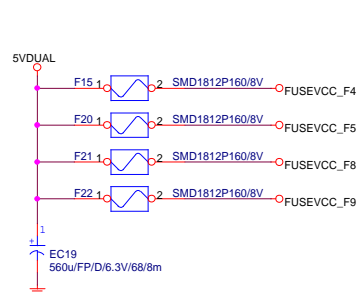 5VDUAL
F15 1 2 SMD1812P160/8V FUSEVCC_F4
F20 1 2 SMD1812P160/8V FUSEVCC_F5
F21 1 2 SMD1812P160/8V FUSEVCC_F8
F22 1 2 SMD1812P160/8V FUSEVCC_F9
1
+
EC19
560u/FP/D/6.3V/68/8m